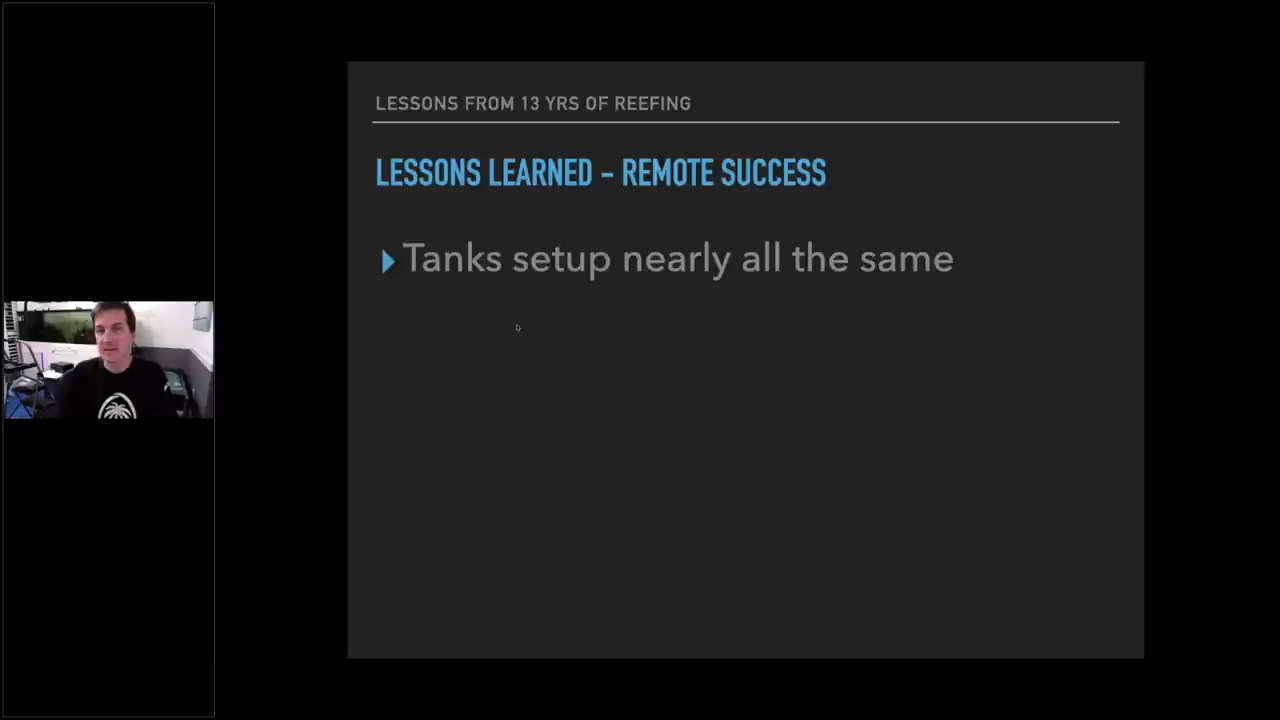 LESSONS FROM 13 YRS OF REEFING
LESSONS LEARNED - REMOTE SUCCESS
Tanks setup nearly all the same